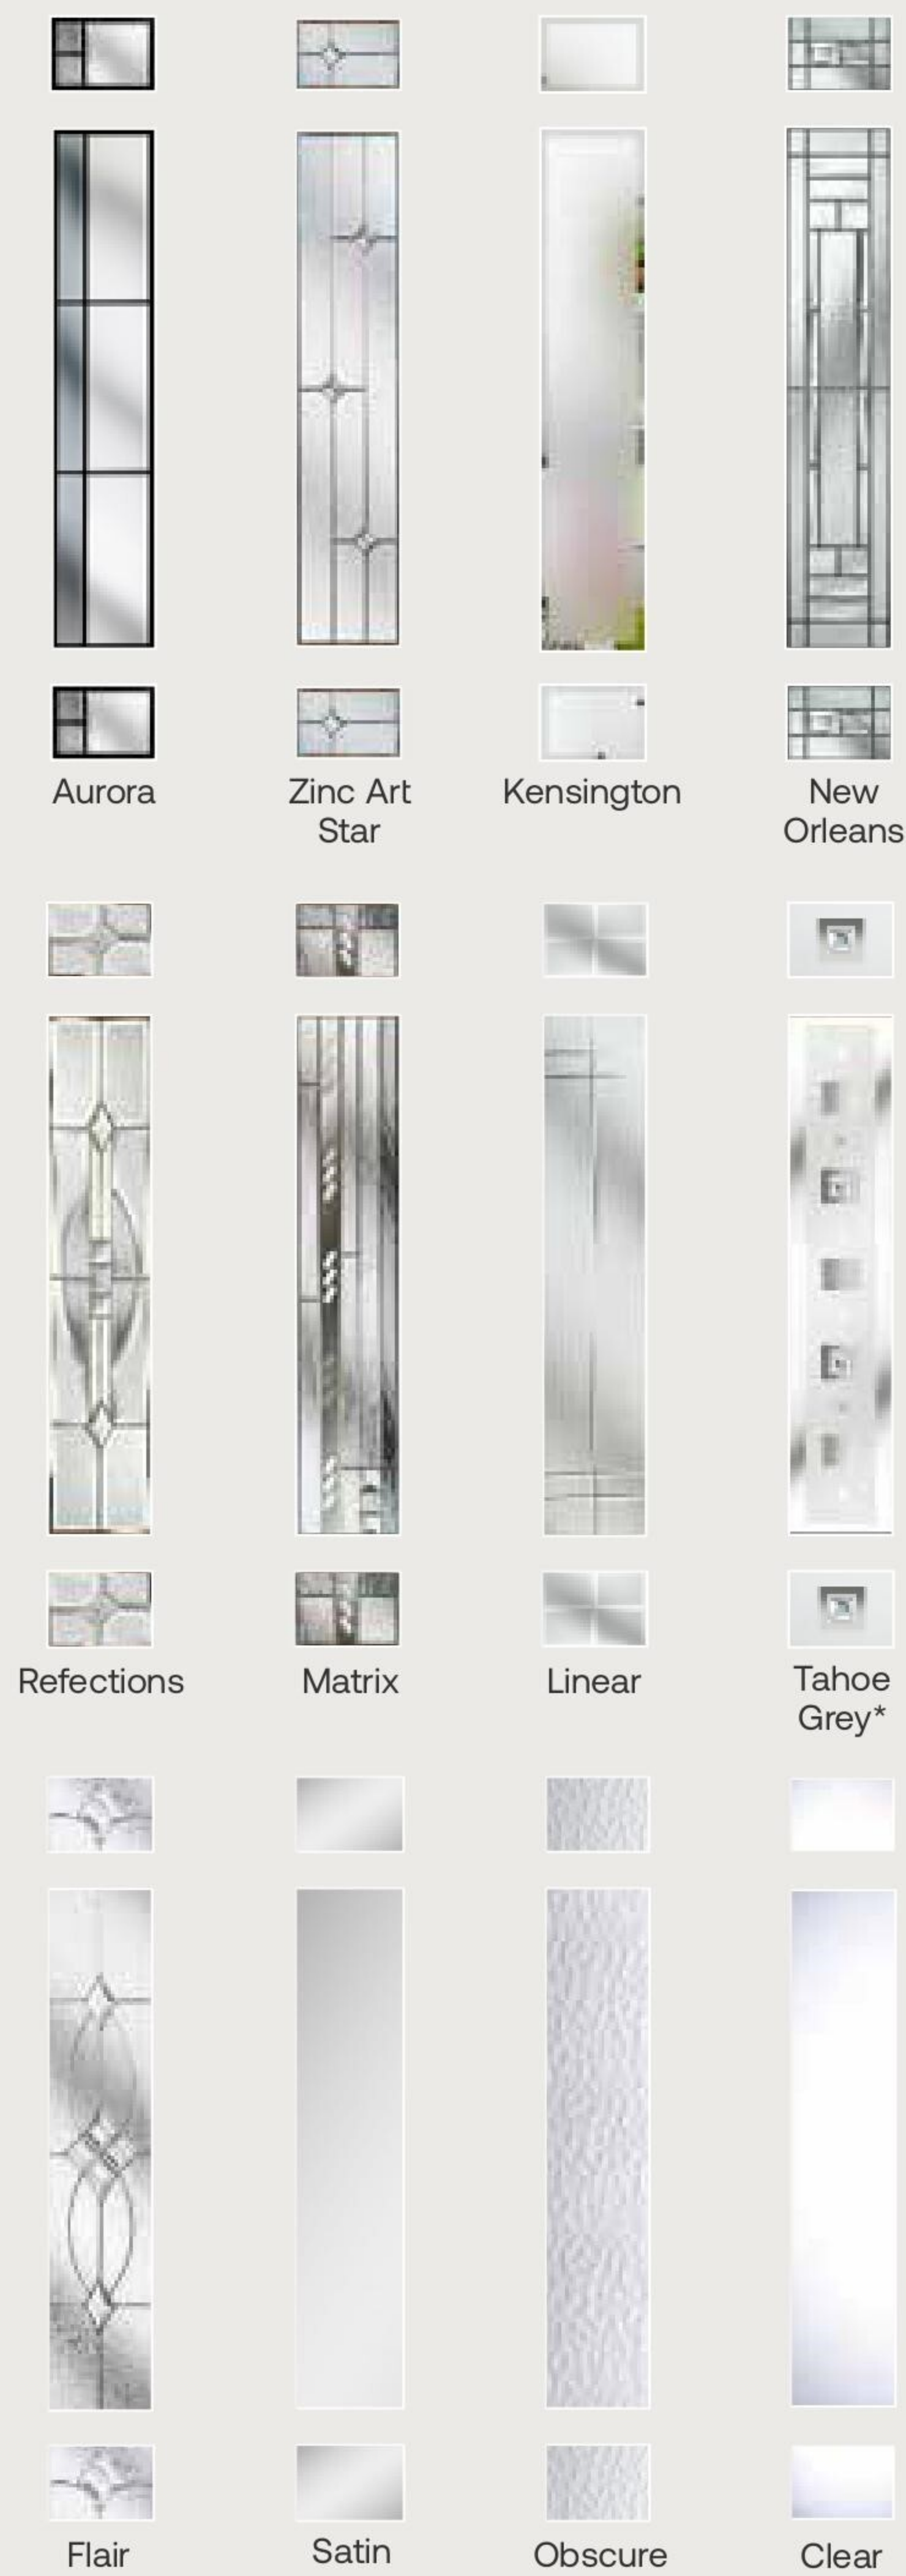 Aurora
Zinc Art
Star
Kensington
New
Orleans
Refections
Matrix
Linear
Tahoe
Grey*
Flair
Satin
Obscure
Clear